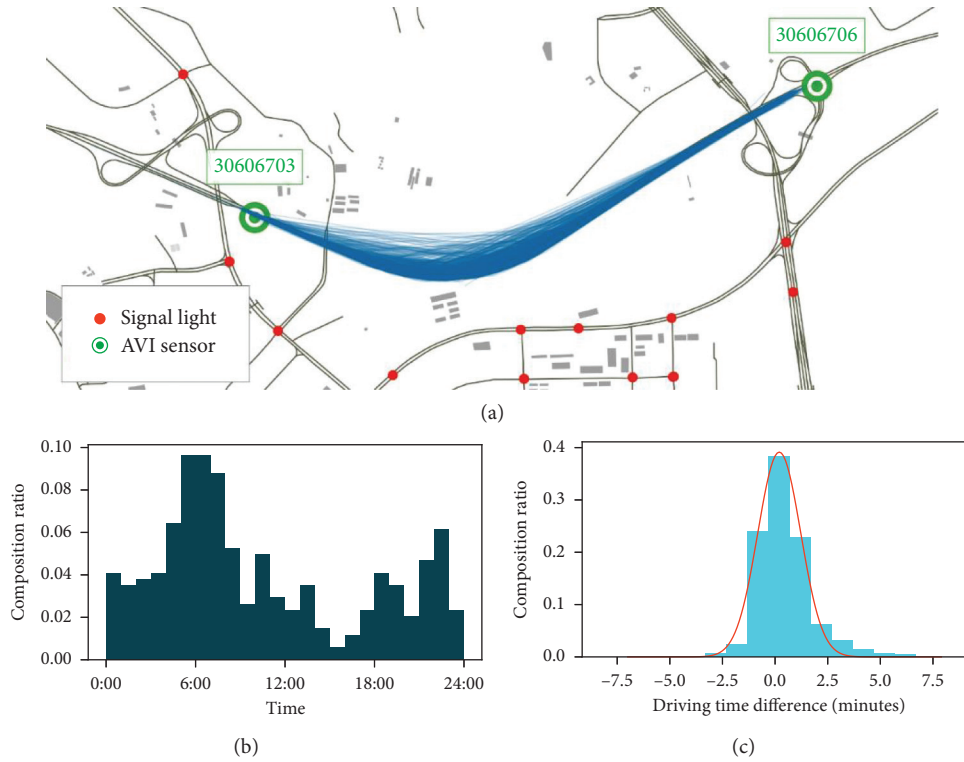 30606706
30606703
Signal light
AVI sensor
(a)
0.10
0.08
0.06
0.04
0.02
0.00
Composition ratio
0:00 6:00 12:00 18:00 24:00
Time
(b)
0.4
0.3
0.2
0.1
0.0
Composition ratio
−7.5 −5.0 −2.5 0.0 2.5 5.0 7.5
Driving time difference (minutes)
(c)